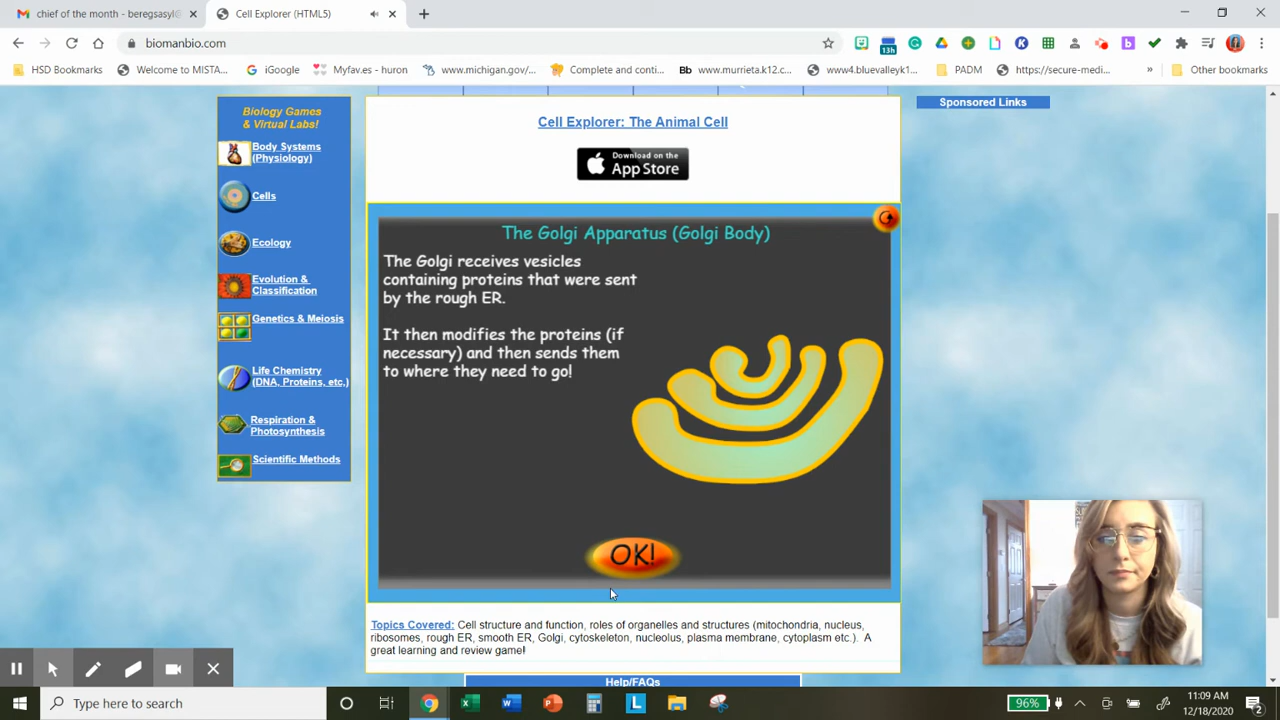 chief of the month - beregsasyl@
Cell Explorer (HTML5)
biomanbio.com
13h
HSD Bookmarks
Welcome to MISTA...
iGoogle
Myfav.es - huron
www.michigan.gov/...
Complete and conti...
Bb www.murrieta.k12.c...
www4.bluevalleyk1...
PADM
https://secure-medi...
»
Other bookmarks
Biology Games
& Virtual Labs!
Body Systems
(Physiology)
Cells
Ecology
Evolution &
Classification
Genetics & Meiosis
Life Chemistry
(DNA, Proteins, etc,)
Respiration &
Photosynthesis
Scientific Methods
Cell Explorer: The Animal Cell
Download on the
App Store
The Golgi Apparatus (Golgi Body)
The Golgi receives vesicles
containing proteins that were sent
by the rough ER.
It then modifies the proteins (if
necessary) and then sends them
to where they need to go!
OK!
Topics Covered: Cell structure and function, roles of organelles and structures (mitochondria, nucleus,
ribosomes, rough ER, smooth ER, Golgi, cytoskeleton, nucleolus, plasma membrane, cytoplasm etc.). A
great learning and review game!
Help/FAQs
Sponsored Links
Type here to search
96%
11:09 AM
12/18/2020
2